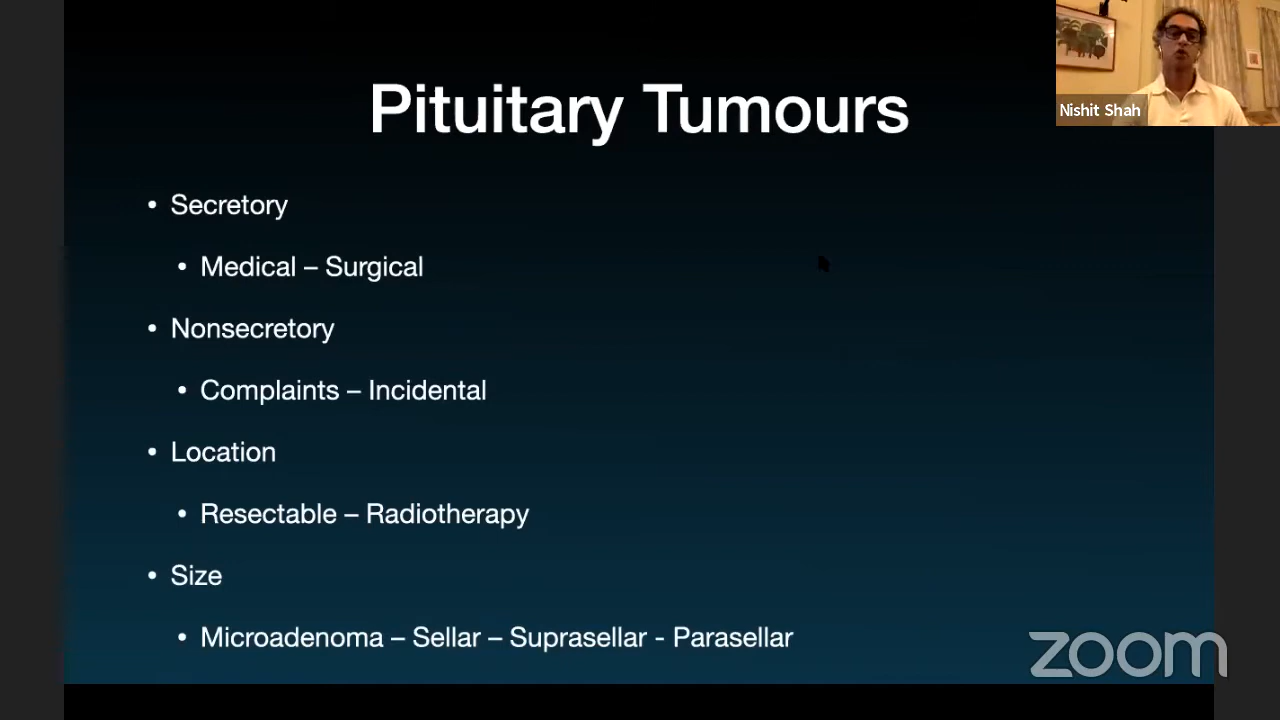 Pituitary Tumours
Nishit Shah
• Secretory
• Medical – Surgical
• Nonsecretory
• Complaints – Incidental
• Location
• Resectable – Radiotherapy
• Size
• Microadenoma – Sellar – Suprasellar - Parasellar
zoom